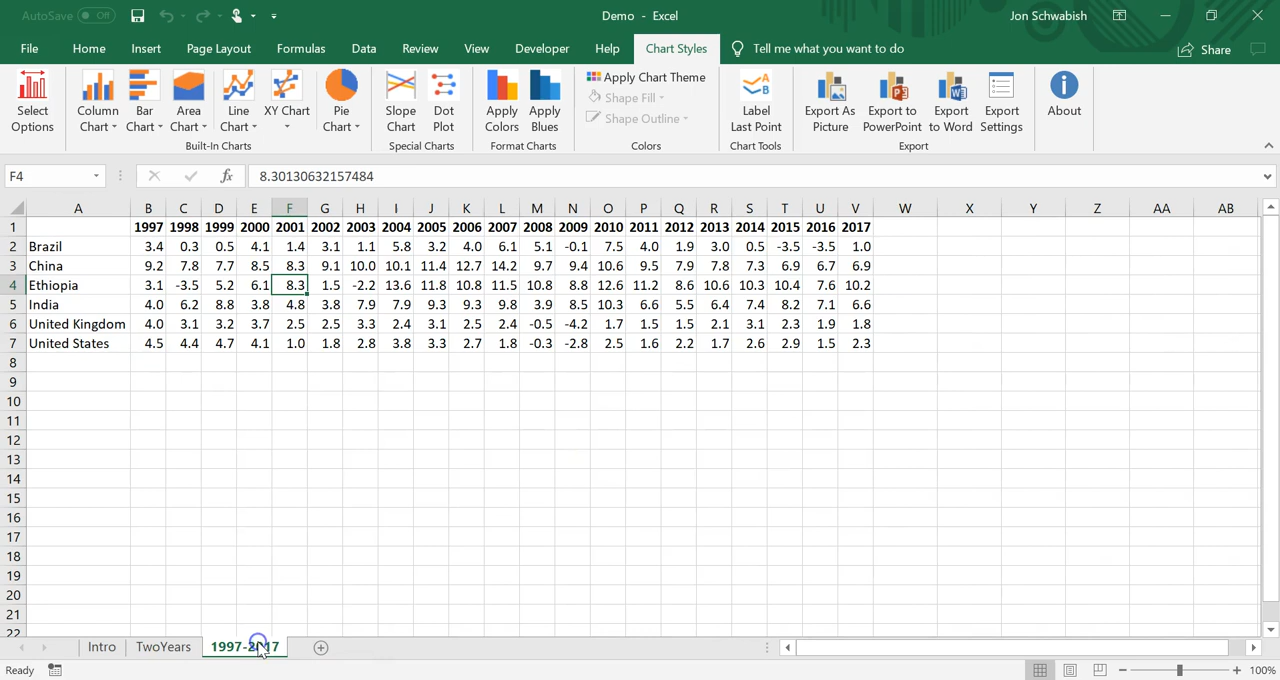 AutoSave Off Demo - Excel Jon Schwabish
File Home Insert Page Layout Formulas Data Review View Developer Help Chart Styles Tell me what you want to do Share
Select Options Column Chart Bar Chart Area Chart Line Chart XY Chart Pie Chart Slope Chart Dot Plot Apply Colors Apply Blues Apply Chart Theme Shape Fill Shape Outline Label Last Point Export As Picture Export to PowerPoint Export to Word Export Settings About
Built-In Charts Special Charts Format Charts Colors Chart Tools Export
F4 fx 8.30130632157484
A B C D E F G H I J K L M N O P Q R S T U V W X Y Z AA AB
1 1997 1998 1999 2000 2001 2002 2003 2004 2005 2006 2007 2008 2009 2010 2011 2012 2013 2014 2015 2016 2017
2 Brazil 3.4 0.3 0.5 4.1 1.4 3.1 1.1 5.8 3.2 4.0 6.1 5.1 -0.1 7.5 4.0 1.9 3.0 0.5 -3.5 -3.5 1.0
3 China 9.2 7.8 7.7 8.5 8.3 9.1 10.0 10.1 11.4 12.7 14.2 9.7 9.4 10.6 9.5 7.9 7.8 7.3 6.9 6.7 6.9
4 Ethiopia 3.1 -3.5 5.2 6.1 8.3 1.5 -2.2 13.6 11.8 10.8 11.5 10.8 8.8 12.6 11.2 8.6 10.6 10.3 10.4 7.6 10.2
5 India 4.0 6.2 8.8 3.8 4.8 3.8 7.9 7.9 9.3 9.3 9.8 3.9 8.5 10.3 6.6 5.5 6.4 7.4 8.2 7.1 6.6
6 United Kingdom 4.0 3.1 3.2 3.7 2.5 2.5 3.3 2.4 3.1 2.5 2.4 -0.5 -4.2 1.7 1.5 1.5 2.1 3.1 2.3 1.9 1.8
7 United States 4.5 4.4 4.7 4.1 1.0 1.8 2.8 3.8 3.3 2.7 1.8 -0.3 -2.8 2.5 1.6 2.2 1.7 2.6 2.9 1.5 2.3
8
9
10
11
12
13
14
15
16
17
18
19
20
21
22
Intro TwoYears 1997-2017
Ready 100%